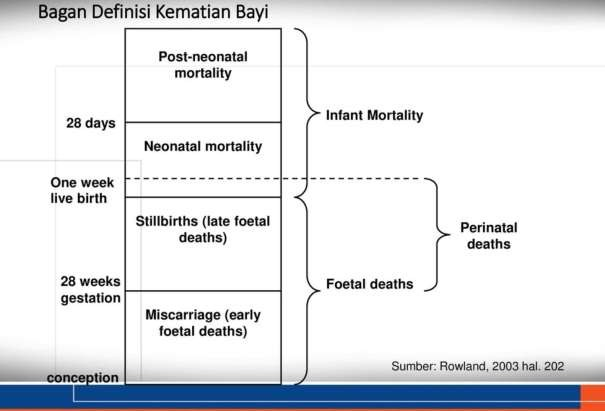 Bagan Definisi Kematian Bayi
Post-neonatal
mortality
Infant Mortality
28 days
Neonatal mortality
One week
live birth
Stillbirths (late foetal
deaths)
Perinatal
deaths
28 weeks
gestation
Foetal deaths
Miscarriage (early
foetal deaths)
Sumber: Rowland, 2003 hal. 202
conception